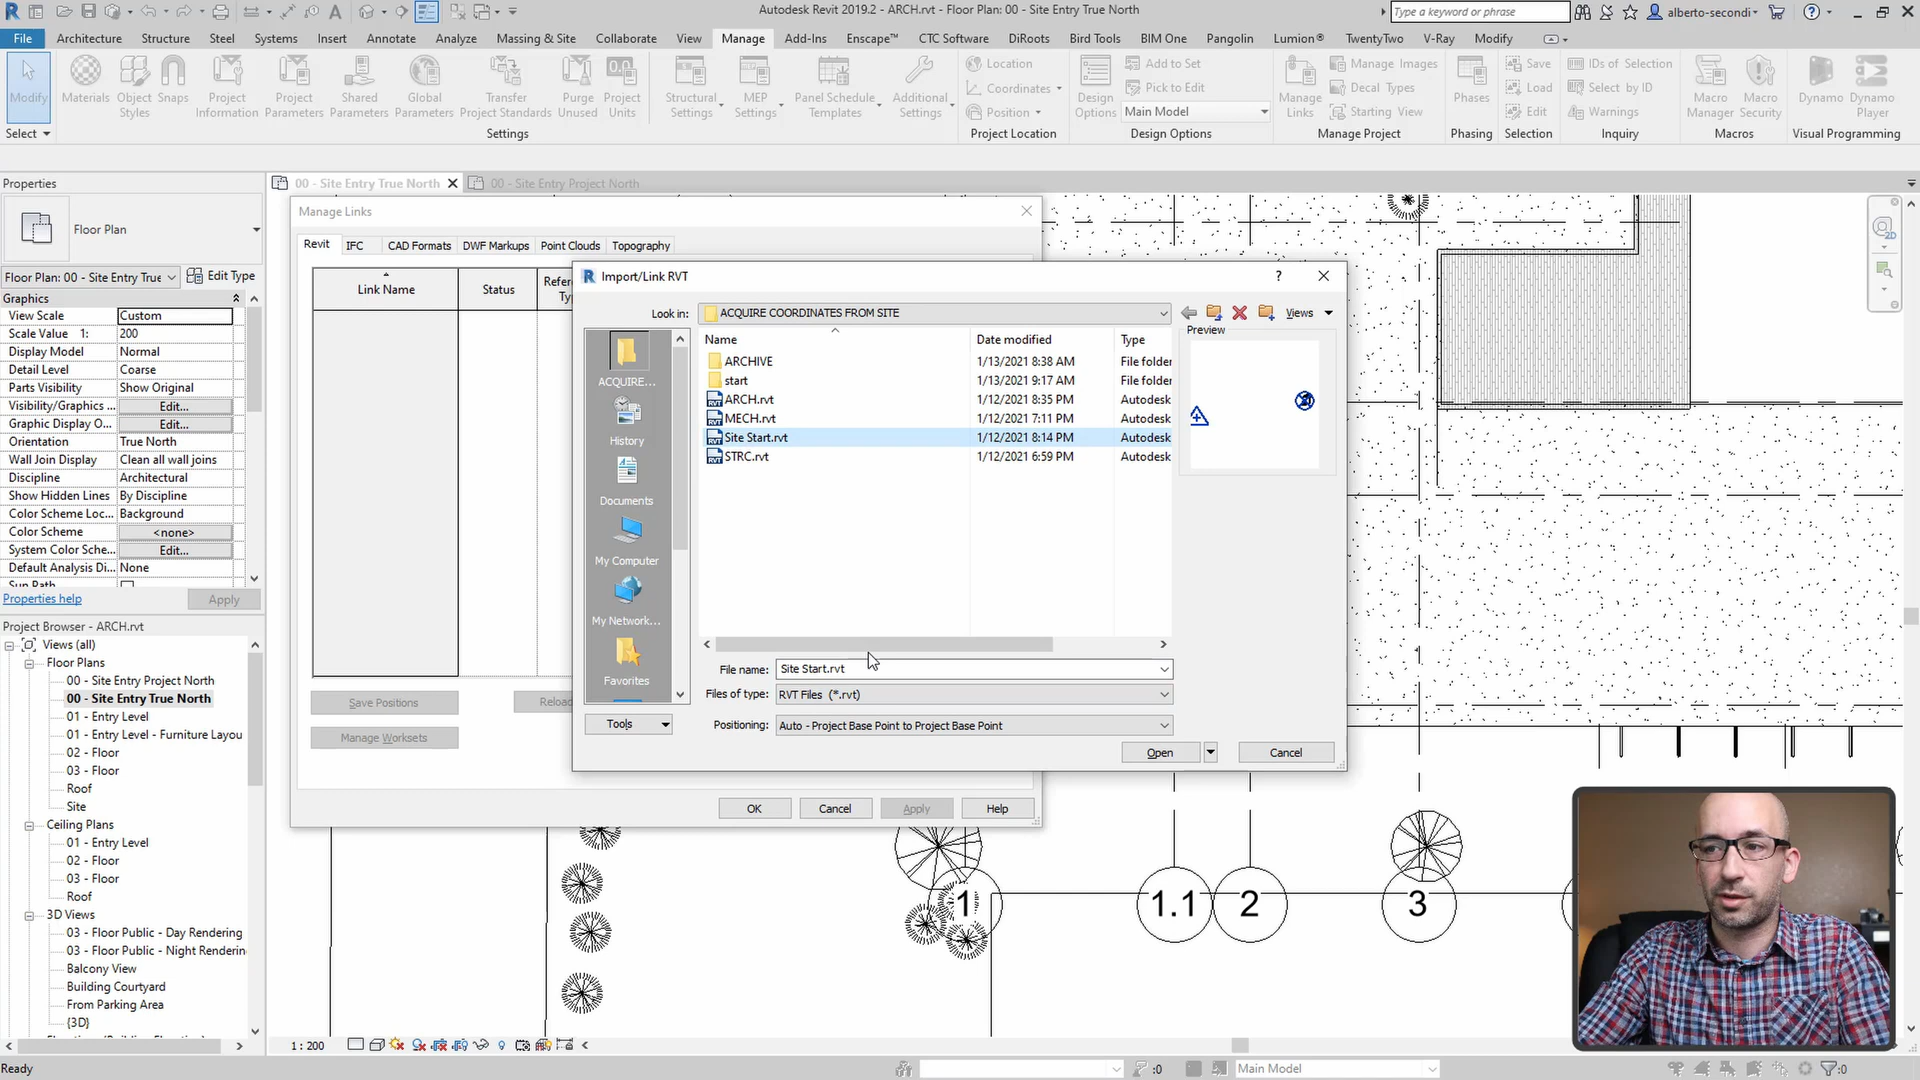 Autodesk Revit 2019.2 - ARCH.rvt - Floor Plan: 00 - Site Entry True North
Type a keyword or phrase
alberto-secondi
File Architecture Structure Steel Systems Insert Annotate Analyze Massing & Site Collaborate View Manage Add-Ins Enscape™ CTC Software DiRoots Bird Tools BIM One Pangolin Lumion® TwentyTwo V-Ray Modify
Modify
Materials
Object Styles
Snaps
Project Information
Project Parameters
Shared Parameters
Global Parameters
Transfer Project Standards
Purge Unused
Project Units
Structural Settings
MEP Settings
Panel Schedule Templates
Additional Settings
Location
Coordinates
Position
Design Options
Add to Set
Pick to Edit
Main Model
Manage Links
Manage Images
Decal Types
Starting View
Phases
Save
Load
Edit
IDs of Selection
Select by ID
Warnings
Macro Manager
Macro Security
Dynamo
Dynamo Player
Select
Settings
Project Location
Design Options
Manage Project
Phasing
Selection
Inquiry
Macros
Visual Programming
Properties
00 - Site Entry True North
00 - Site Entry Project North
Floor Plan
Floor Plan: 00 - Site Entry True
Edit Type
Graphics
View Scale Custom
Scale Value 1: 200
Display Model Normal
Detail Level Coarse
Parts Visibility Show Original
Visibility/Graphics ... Edit...
Graphic Display O... Edit...
Orientation True North
Wall Join Display Clean all wall joins
Discipline Architectural
Show Hidden Lines By Discipline
Color Scheme Loc... Background
Color Scheme <none>
System Color Sche... Edit...
Default Analysis Di... None
Sun Path
Properties help
Apply
Project Browser - ARCH.rvt
Views (all)
Floor Plans
00 - Site Entry Project North
00 - Site Entry True North
01 - Entry Level
01 - Entry Level - Furniture Layou
02 - Floor
03 - Floor
Roof
Site
Ceiling Plans
01 - Entry Level
02 - Floor
03 - Floor
Roof
3D Views
03 - Floor Public - Day Rendering
03 - Floor Public - Night Renderin
Balcony View
Building Courtyard
From Parking Area
{3D}
Manage Links
Revit IFC CAD Formats DWF Markups Point Clouds Topography
Link Name
Status
Save Positions
Manage Worksets
OK
Cancel
Apply
Help
Import/Link RVT
?
Look in: ACQUIRE COORDINATES FROM SITE
Views
Name Date modified Type
ARCHIVE 1/13/2021 8:38 AM File folder
start 1/13/2021 9:17 AM File folder
ARCH.rvt 1/12/2021 8:35 PM Autodesk
MECH.rvt 1/12/2021 7:11 PM Autodesk
Site Start.rvt 1/12/2021 8:14 PM Autodesk
STRC.rvt 1/12/2021 6:59 PM Autodesk
Preview
ACQUIRE...
History
Documents
My Computer
My Network...
Favorites
File name: Site Start.rvt
Files of type: RVT Files (*.rvt)
Positioning: Auto - Project Base Point to Project Base Point
Tools
Open
Cancel
1
1.1
2
3
1 : 200
Ready
:0
Main Model
:0